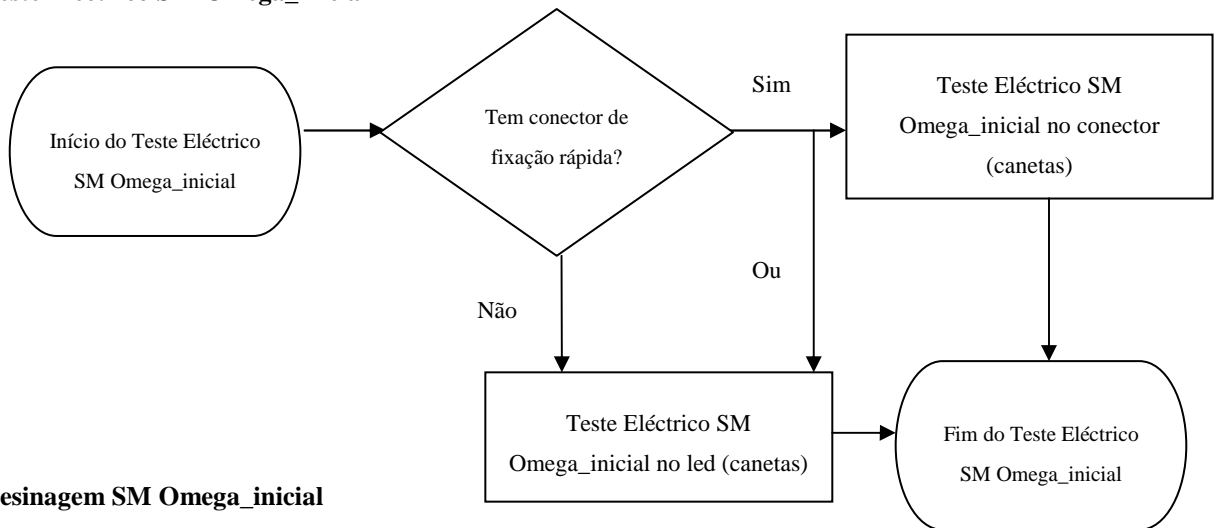 Sim
Teste Eléctrico SM
Omega_inicial no conector
(canetas)
Tem conector de
fixação rápida?
Início do Teste Eléctrico
SM Omega_inicial
Ou
Não
Teste Eléctrico SM
Omega_inicial no led (canetas)
Fim do Teste Eléctrico
SM Omega_inicial
esinagem SM Omega_inicial